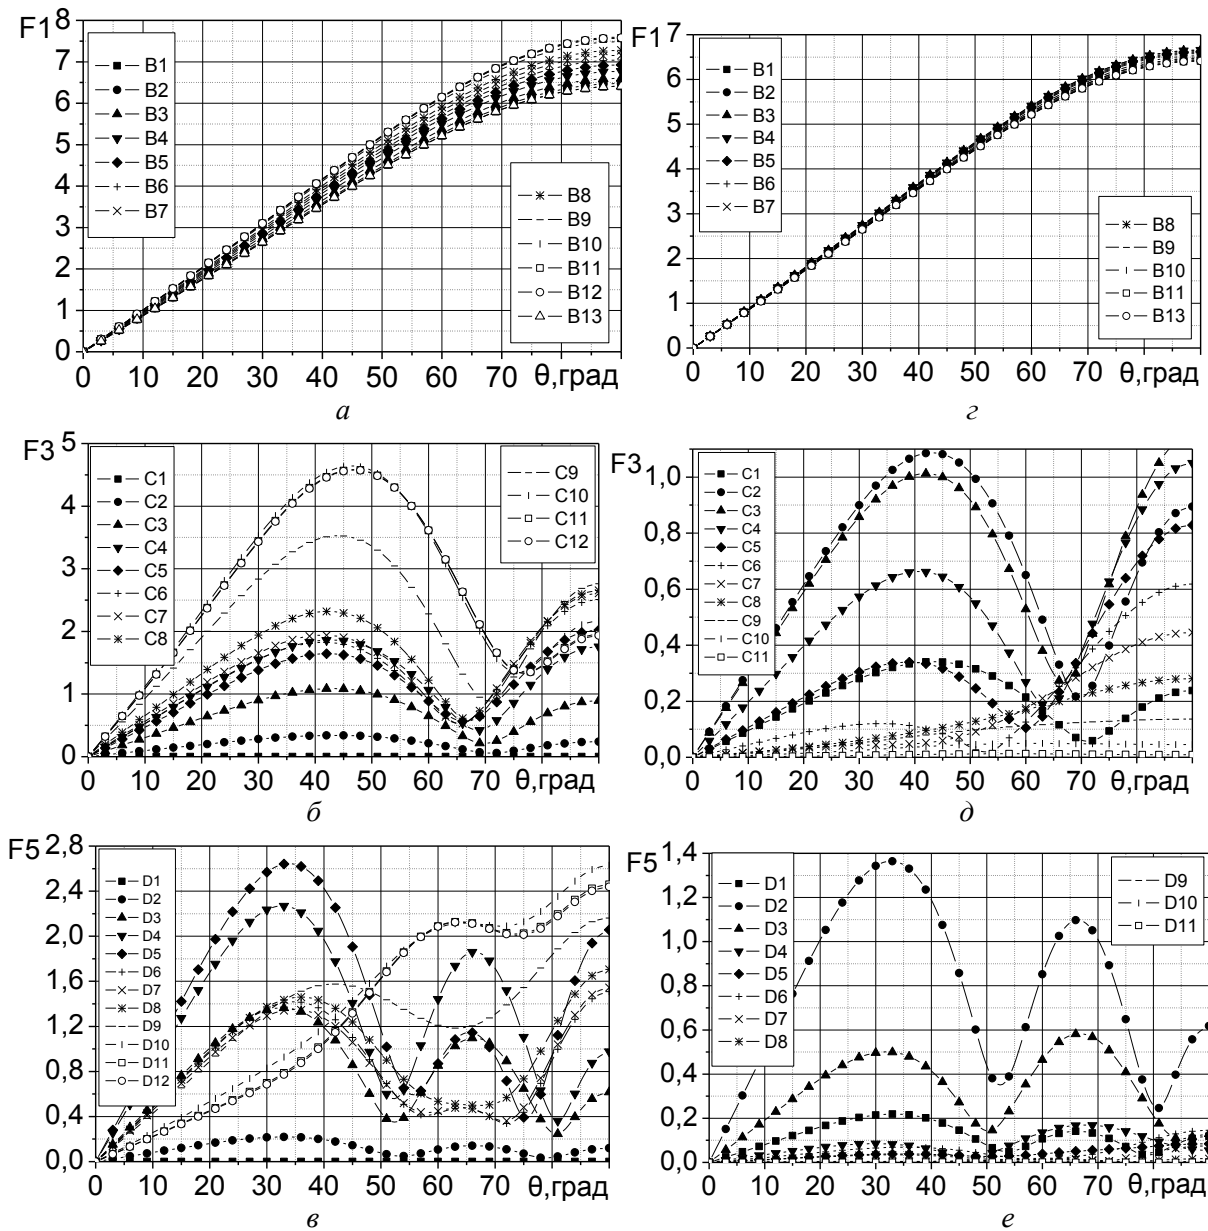 F1
8
7
6
5
4
3
2
1
0
B1
B2
B3
B4
B5
B6
B7
B8
B9
B10
B11
B12
B13
0 10 20 30 40 50 60 70 θ,град
а
F1
7
6
5
4
3
2
1
0
B1
B2
B3
B4
B5
B6
B7
B8
B9
B10
B11
B13
0 10 20 30 40 50 60 70 θ,град
г
F3
5
4
3
2
1
0
C1
C2
C3
C4
C5
C6
C7
C8
C9
C10
C11
C12
0 10 20 30 40 50 60 70 θ,град
б
F3
1,0
0,8
0,6
0,4
0,2
0,0
C1
C2
C3
C4
C5
C6
C7
C8
C9
C10
C11
0 10 20 30 40 50 60 70 θ,град
д
F5
2,8
2,4
2,0
1,6
1,2
0,8
0,4
0,0
D1
D2
D3
D4
D5
D6
D7
D8
D9
D10
D11
D12
0 10 20 30 40 50 60 70 θ,град
в
F5
1,4
1,2
1,0
0,8
0,6
0,4
0,2
0,0
D1
D2
D3
D4
D5
D6
D7
D8
D9
D10
D11
0 10 20 30 40 50 60 70 θ,град
е